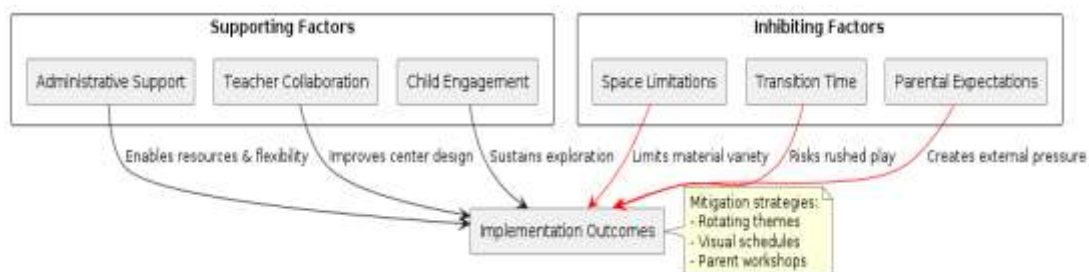 Supporting Factors
Inhibiting Factors
Administrative Support
Teacher Collaboration
Child Engagement
Space Limitations
Transition Time
Parental Expectations
Enables resources & flexibility
Improves center design
Sustains exploration
Limits material variety
Risks rushed play
Creates external pressure
Implementation Outcomes
Mitigation strategies:
- Rotating themes
- Visual schedules
- Parent workshops